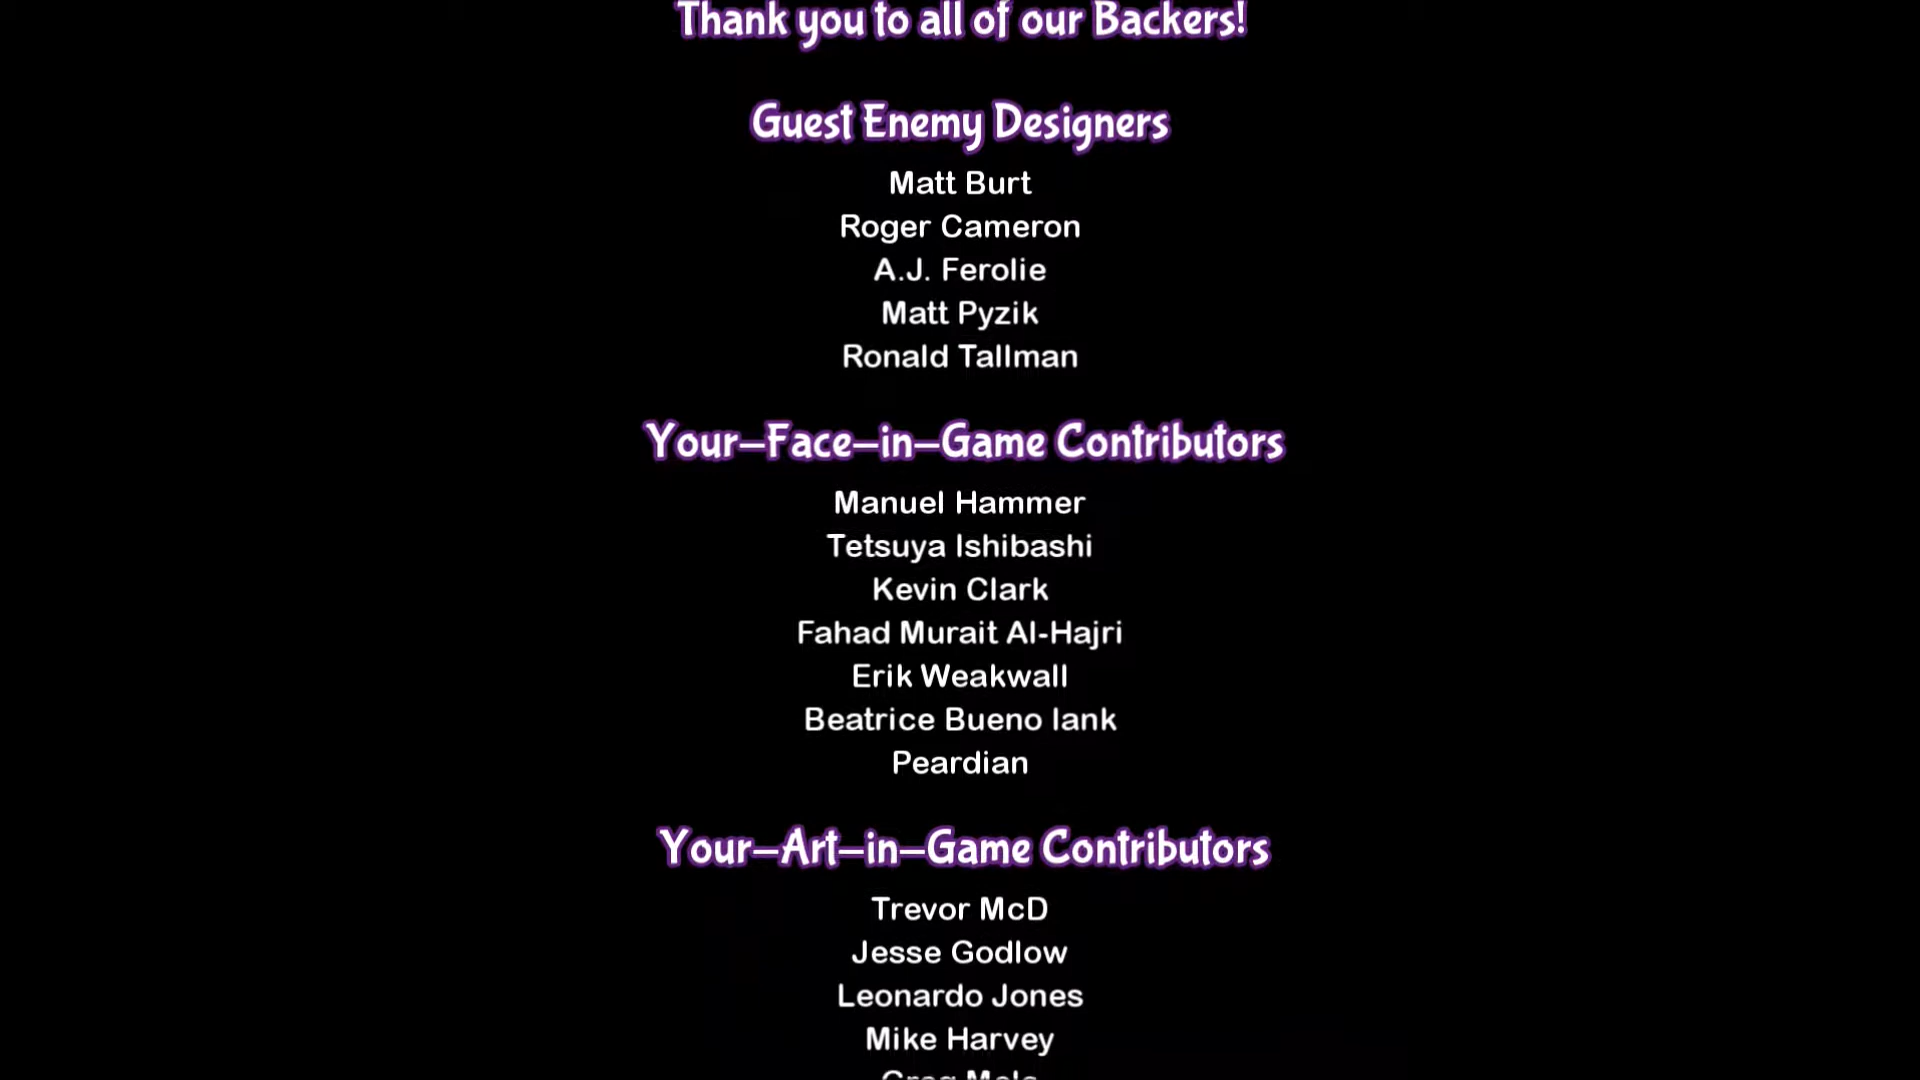 Thank you to all of our Backers!
Guest Enemy Designers
Matt Burt
Roger Cameron
A.J. Ferolie
Matt Pyzik
Ronald Tallman
Your-Face-in-Game Contributors
Manuel Hammer
Tetsuya Ishibashi
Kevin Clark
Fahad Murait Al-Hajri
Erik Weakwall
Beatrice Bueno Iank
Peardian
Your-Art-in-Game Contributors
Trevor McD
Jesse Godlow
Leonardo Jones
Mike Harvey